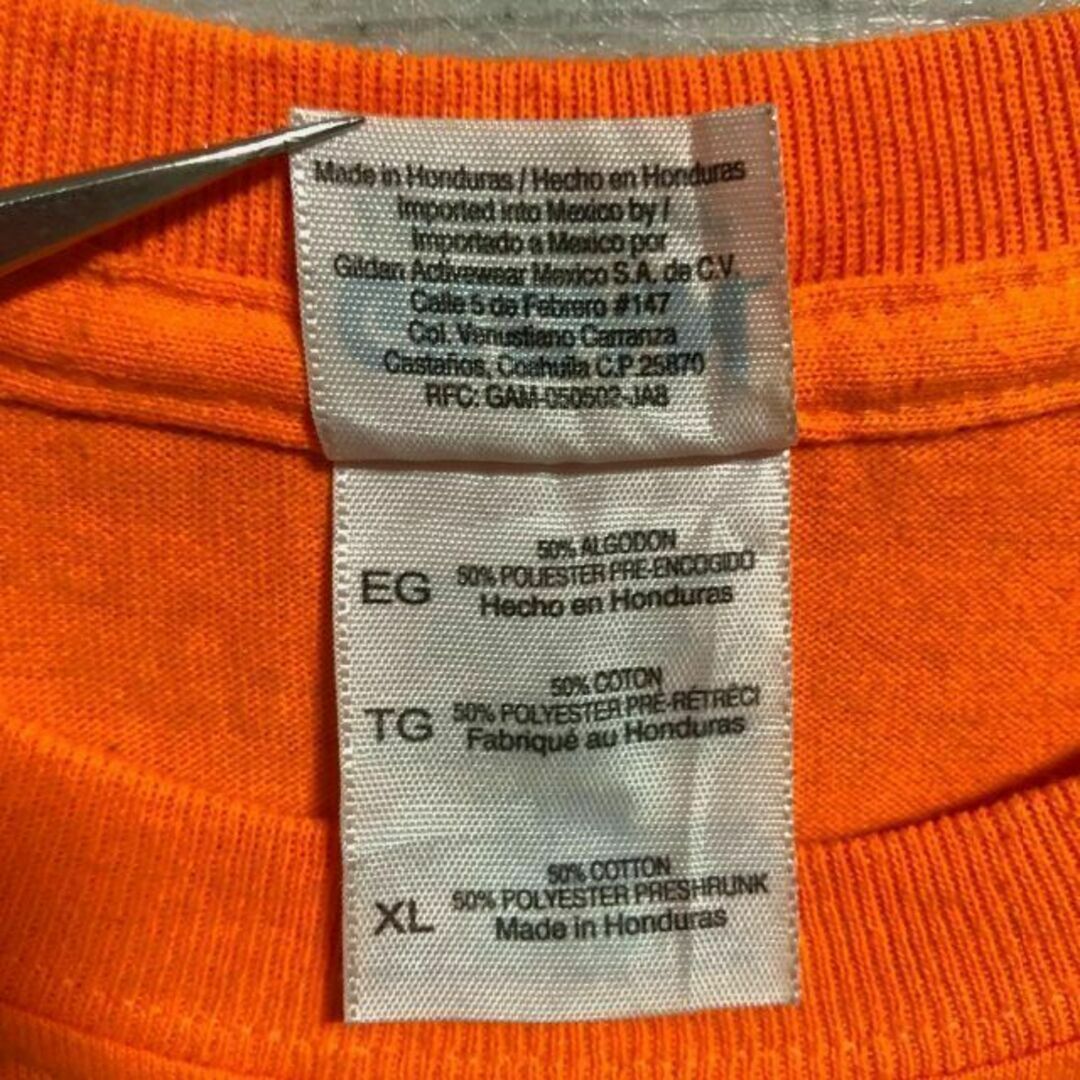 Made in Honduras / Hecho en Honduras
Imported into Mexico by /
Importado a Mexico por
Gildan Activewear Mexico S.A. de C.V.
Calle 5 de Febrero #147
Col. Venustiano Carranza
Castaños, Coahuila C.P. 25870
RFC: GAM-050502-JA8
50% ALGODON
EG 50% POLIESTER PRE-ENCOGIDO
Hecho en Honduras
50% COTON
TG 50% POLYESTER PRÉ-RÉTRÉCI
Fabriqué au Honduras
50% COTTON
XL 50% POLYESTER PRESHRUNK
Made in Honduras